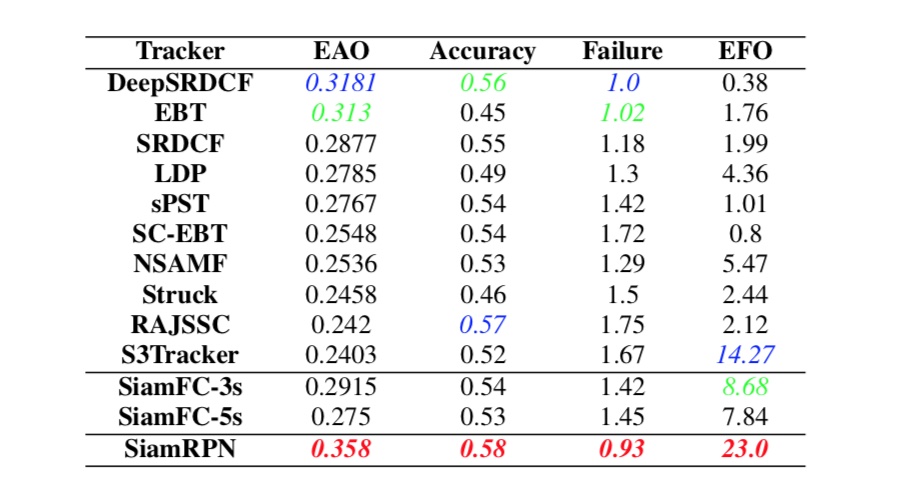 Tracker EAO Accuracy Failure EFO
DeepSRDCF 0.3181 0.56 1.0 0.38
EBT 0.313 0.45 1.02 1.76
SRDCF 0.2877 0.55 1.18 1.99
LDP 0.2785 0.49 1.3 4.36
sPST 0.2767 0.54 1.42 1.01
SC-EBT 0.2548 0.54 1.72 0.8
NSAMF 0.2536 0.53 1.29 5.47
Struck 0.2458 0.46 1.5 2.44
RAJSSC 0.242 0.57 1.75 2.12
S3Tracker 0.2403 0.52 1.67 14.27
SiamFC-3s 0.2915 0.54 1.42 8.68
SiamFC-5s 0.275 0.53 1.45 7.84
SiamRPN 0.358 0.58 0.93 23.0